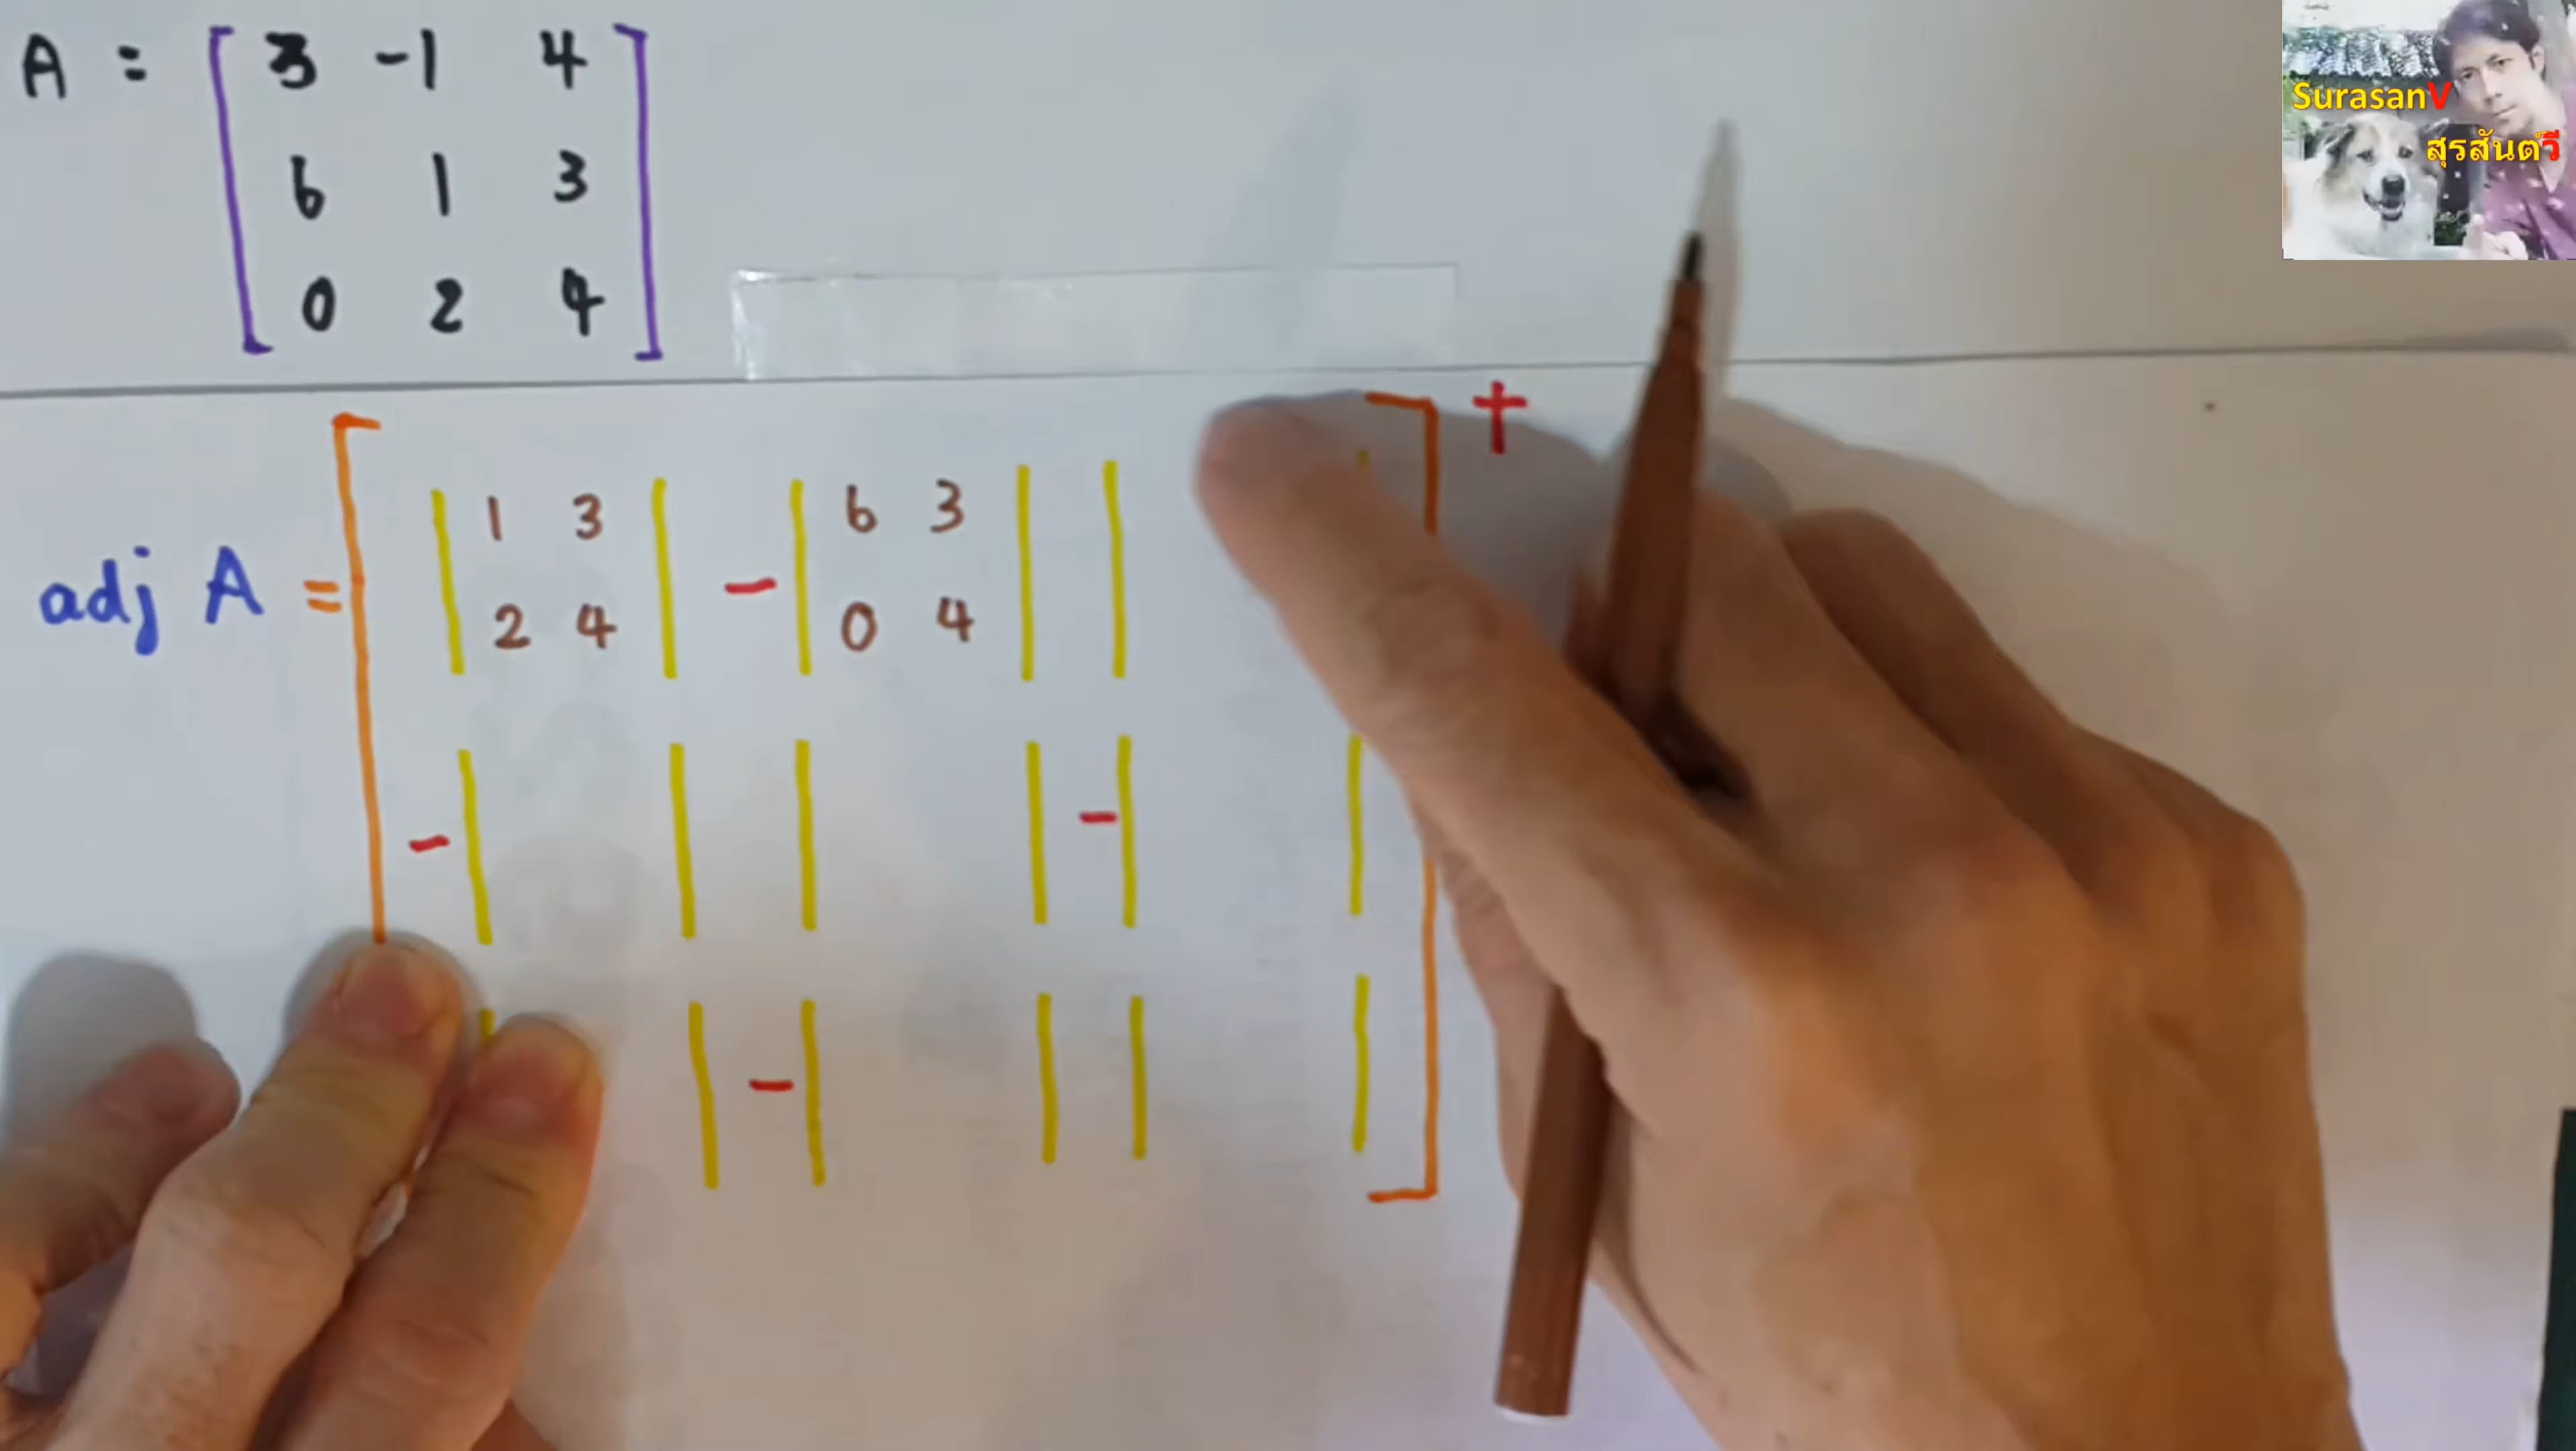 A = [ 3 -1 4
6 1 3
0 2 4 ]
SurasanV
สุรสันต์วี
adj A = [ | 1 3 | - | 6 3 | | | ] t
2 4 0 4
- | | | | - | |
| - | | | |